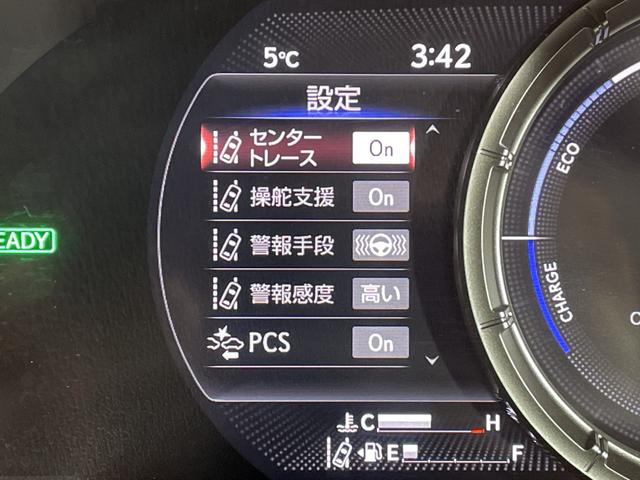 5℃
3:42
設定
センター
トレース
On
操舵支援
On
警報手段
警報感度
高い
PCS
On
EADY
ECO
CHARGE
C
H
E
F